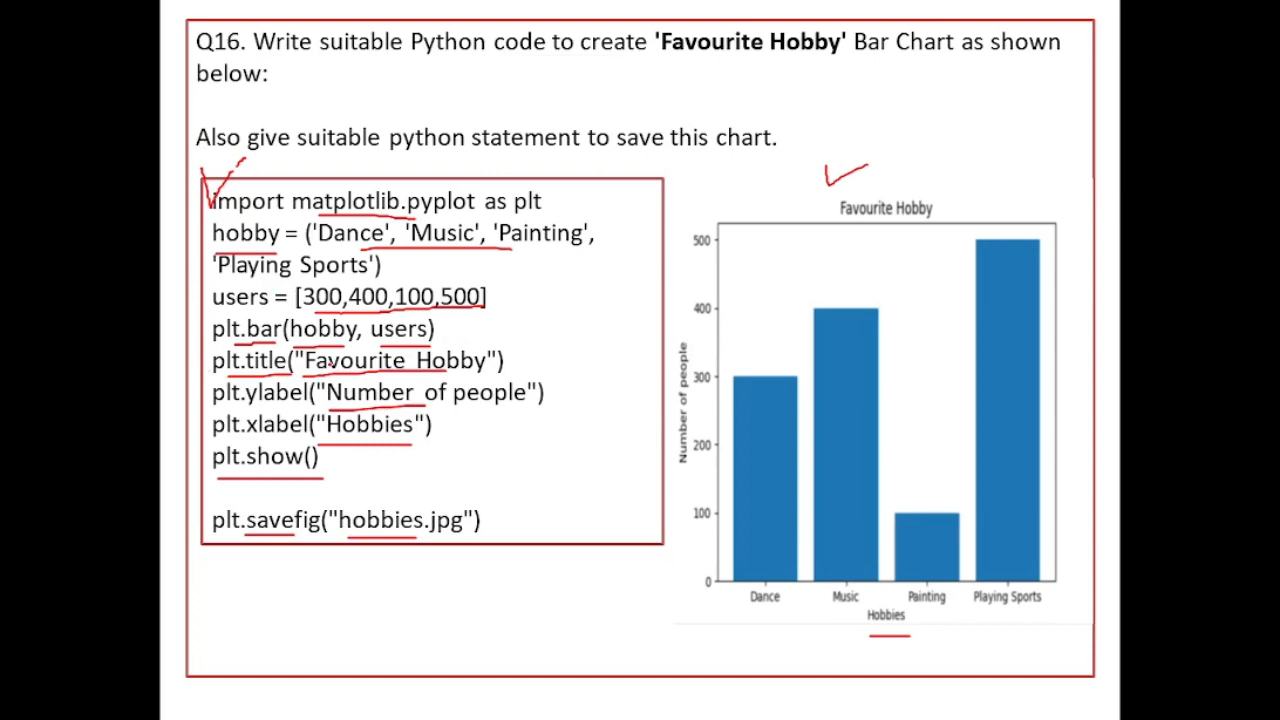 Q16. Write suitable Python code to create 'Favourite Hobby' Bar Chart as shown
below:
Also give suitable python statement to save this chart.
import matplotlib.pyplot as plt
hobby = ('Dance', 'Music', 'Painting',
'Playing Sports')
users = [300,400,100,500]
plt.bar(hobby, users)
plt.title("Favourite Hobby")
plt.ylabel("Number of people")
plt.xlabel("Hobbies")
plt.show()
plt.savefig("hobbies.jpg")
Favourite Hobby
500
400
300
200
100
0
Number of people
Dance Music Painting Playing Sports
Hobbies